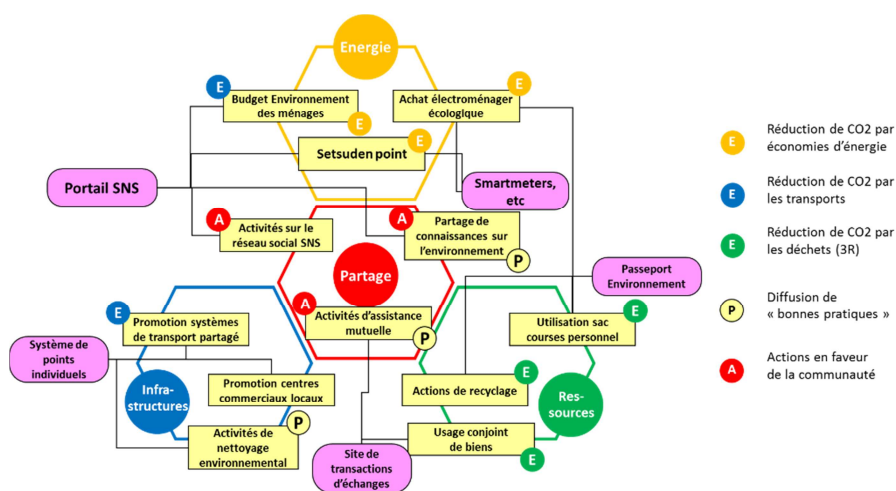 Energie
E
Budget Environnement
des ménages
E
E
Achat électroménager
écologique
Setsuden point
E
Portail SNS
Smartmeters,
etc
A
Activités sur le
réseau social SNS
A
Partage de
connaissances sur
l'environnement
P
Partage
A
Activités d'assistance
mutuelle
P
Passeport
Environnement
E
Promotion systèmes
de transport partagé
Système de
points
individuels
Promotion centres
commerciaux locaux
Infra-
structures
Activités de
nettoyage
environnemental
P
E
Utilisation sac
courses personnel
Actions de recyclage
E
Res-
sources
Usage conjoint
de biens
E
Site de
transactions
d'échanges
E
Réduction de CO2 par
économies d'énergie
E
Réduction de CO2 par
les transports
E
Réduction de CO2 par
les déchets (3R)
P
Diffusion de
« bonnes pratiques »
A
Actions en faveur
de la communauté